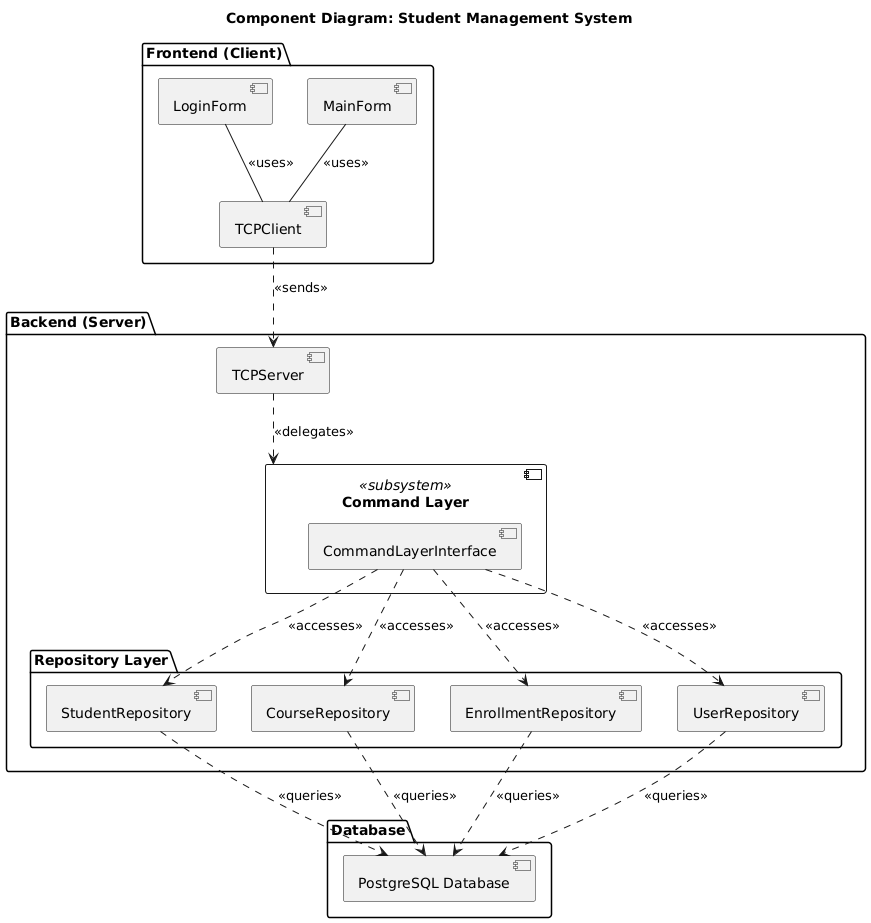 Component Diagram: Student Management System
Frontend (Client)
LoginForm
MainForm
«uses»
«uses»
TCPClient
«sends»
Backend (Server)
TCPServer
«delegates»
«subsystem»
Command Layer
CommandLayerInterface
«accesses»
«accesses»
«accesses»
«accesses»
Repository Layer
StudentRepository
CourseRepository
EnrollmentRepository
UserRepository
«queries»
«queries»
«queries»
«queries»
Database
PostgreSQL Database